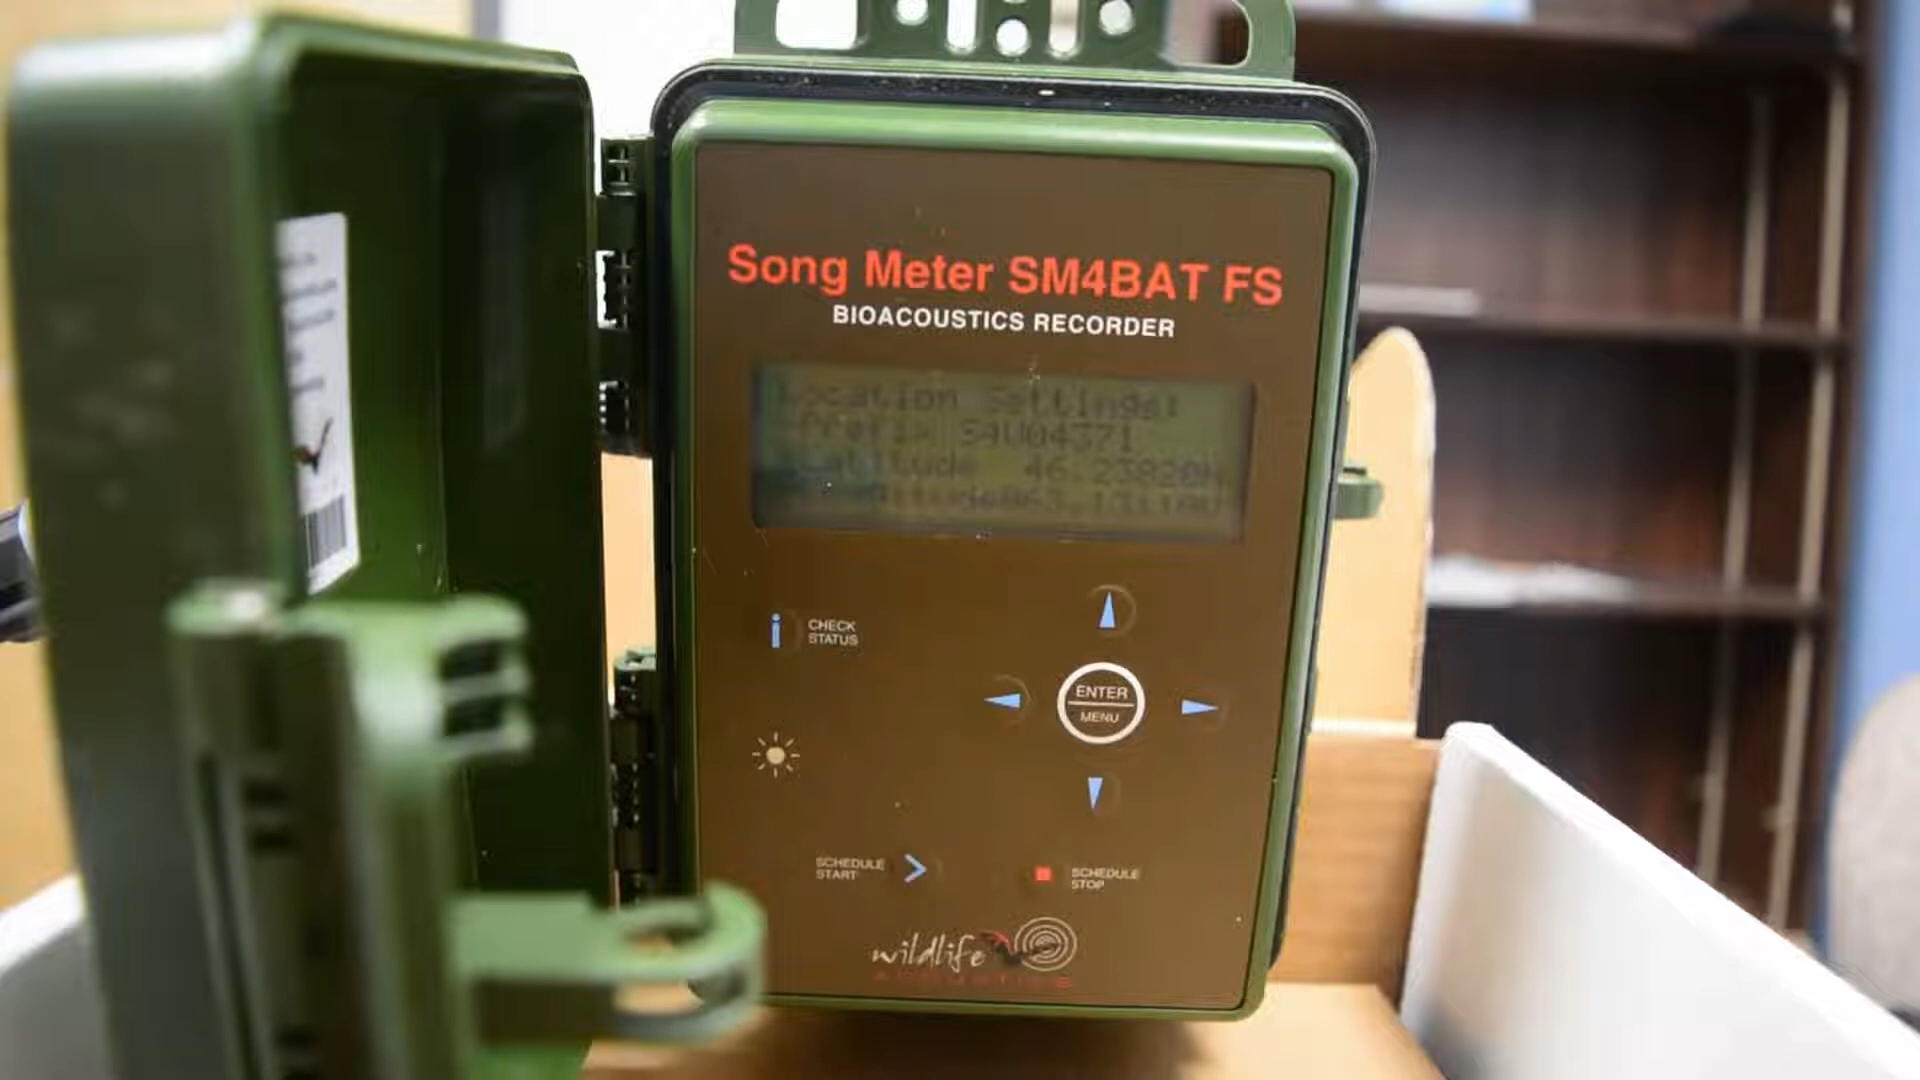 Song Meter SM4BAT FS
BIOACOUSTICS RECORDER
Location Settings:
Prefix S4U04371
Latitude 46.23820N
CHECK
STATUS
ENTER
MENU
SCHEDULE
START
SCHEDULE
STOP
wildlife
ACOUSTICS